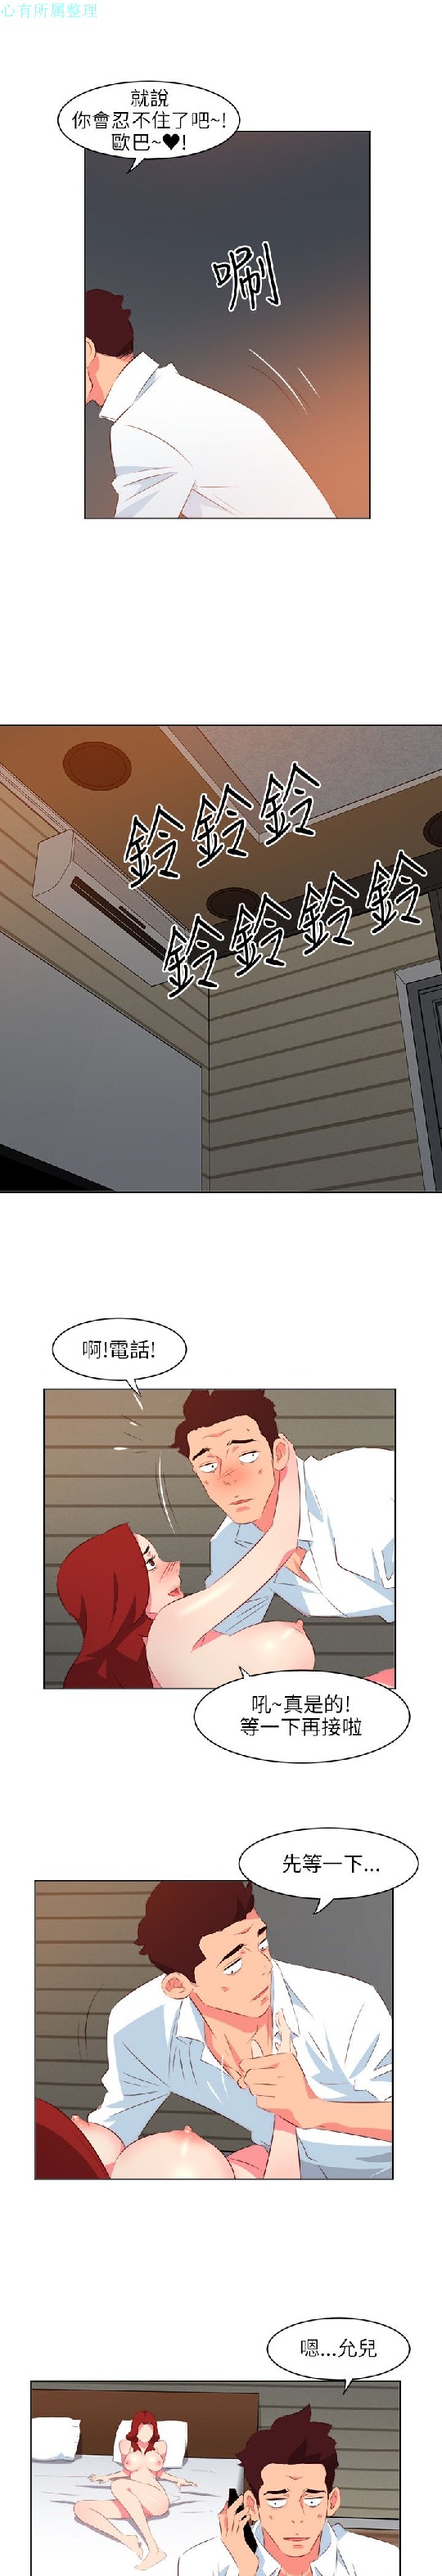 心有所属整理
就說
你會忍不住了吧~!
歐巴~♥!
唰
鈴鈴鈴
鈴鈴鈴鈴
啊!電話!
吼~真是的!
等一下再接啦
先等一下...
嗯...允兒